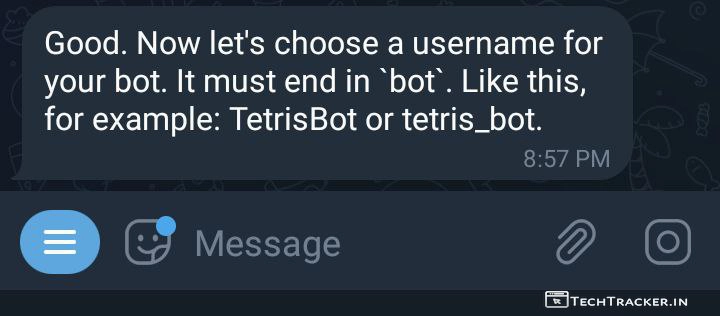 Good. Now let's choose a username for
your bot. It must end in `bot`. Like this,
for example: TetrisBot or tetris_bot.
8:57 PM
Message
TECHTRACKER.IN